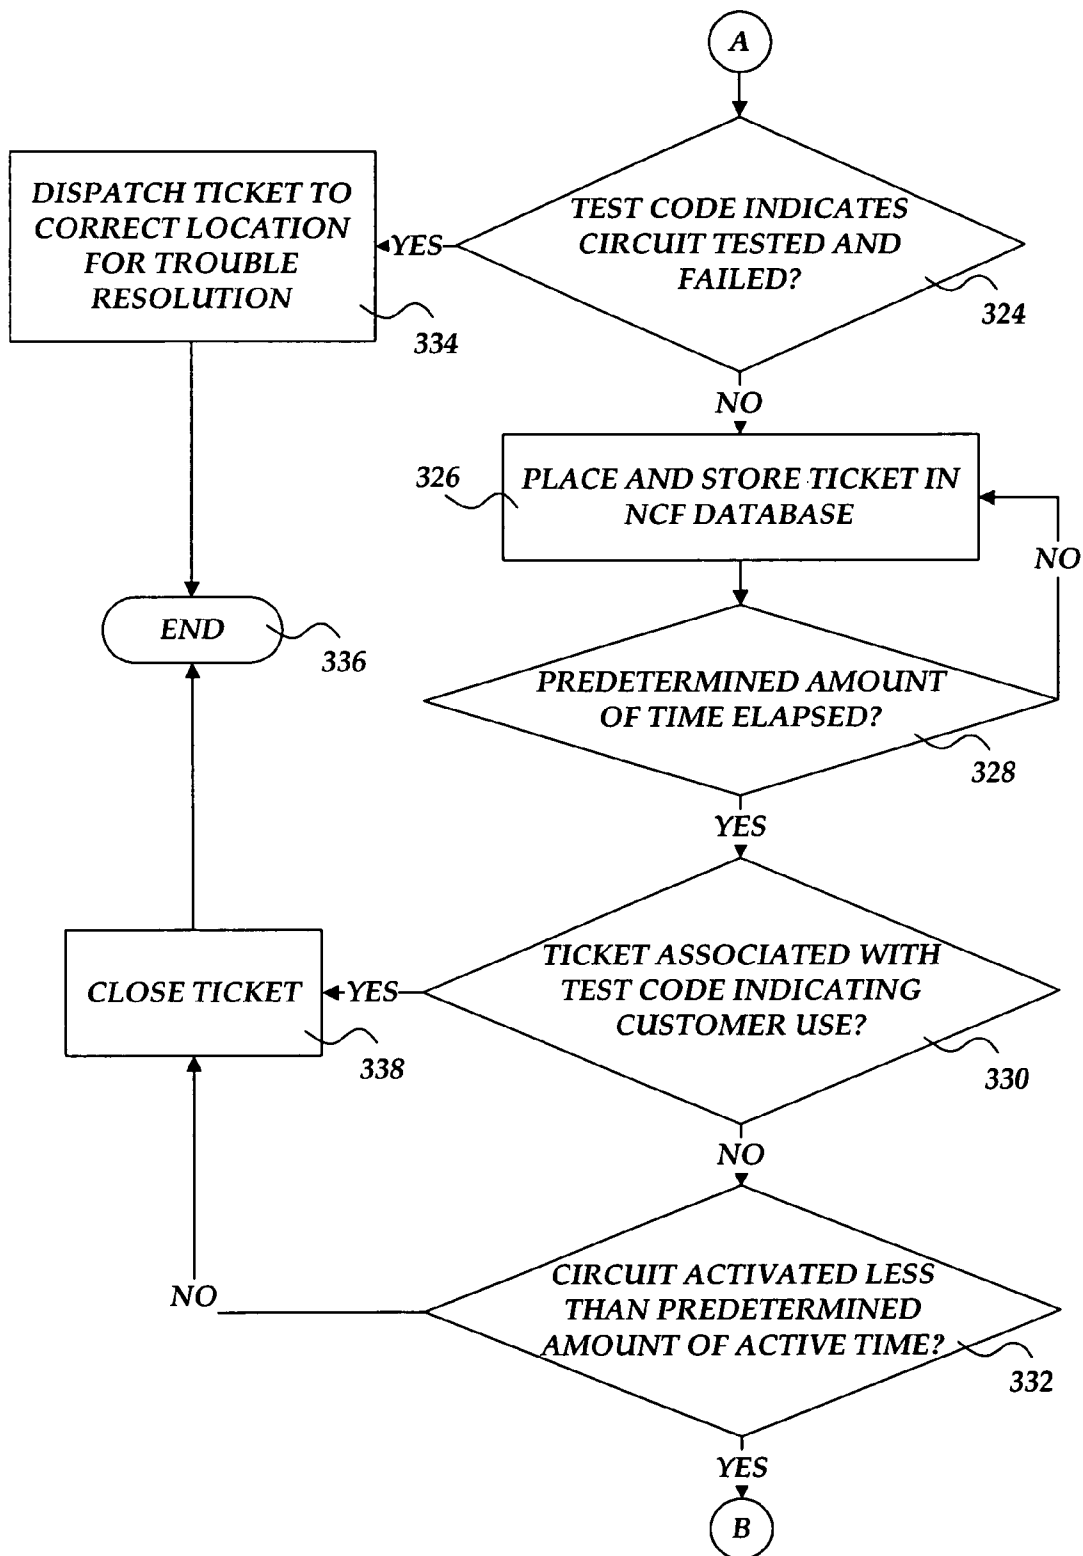 A
DISPATCH TICKET TO
CORRECT LOCATION
FOR TROUBLE
RESOLUTION
334
YES
TEST CODE INDICATES
CIRCUIT TESTED AND
FAILED?
324
NO
326
PLACE AND STORE TICKET IN
NCF DATABASE
NO
END
336
PREDETERMINED AMOUNT
OF TIME ELAPSED?
328
YES
CLOSE TICKET
338
YES
TICKET ASSOCIATED WITH
TEST CODE INDICATING
CUSTOMER USE?
330
NO
NO
CIRCUIT ACTIVATED LESS
THAN PREDETERMINED
AMOUNT OF ACTIVE TIME?
332
YES
B